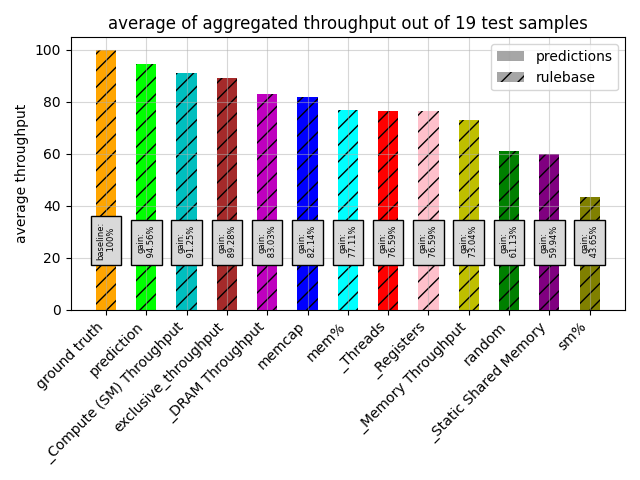 average of aggregated throughput out of 19 test samples
predictions
rulebase
average throughput
100
80
60
40
20
0
baseline:
100%
gain:
94.56%
gain:
91.25%
gain:
89.28%
gain:
83.03%
gain:
82.14%
gain:
77.11%
gain:
76.59%
gain:
76.59%
gain:
73.04%
gain:
61.13%
gain:
59.94%
gain:
43.65%
ground truth
prediction
_Compute (SM) Throughput
exclusive_throughput
_DRAM Throughput
memcap
mem%
_Threads
_Registers
_Memory Throughput
random
_Static Shared Memory
sm%